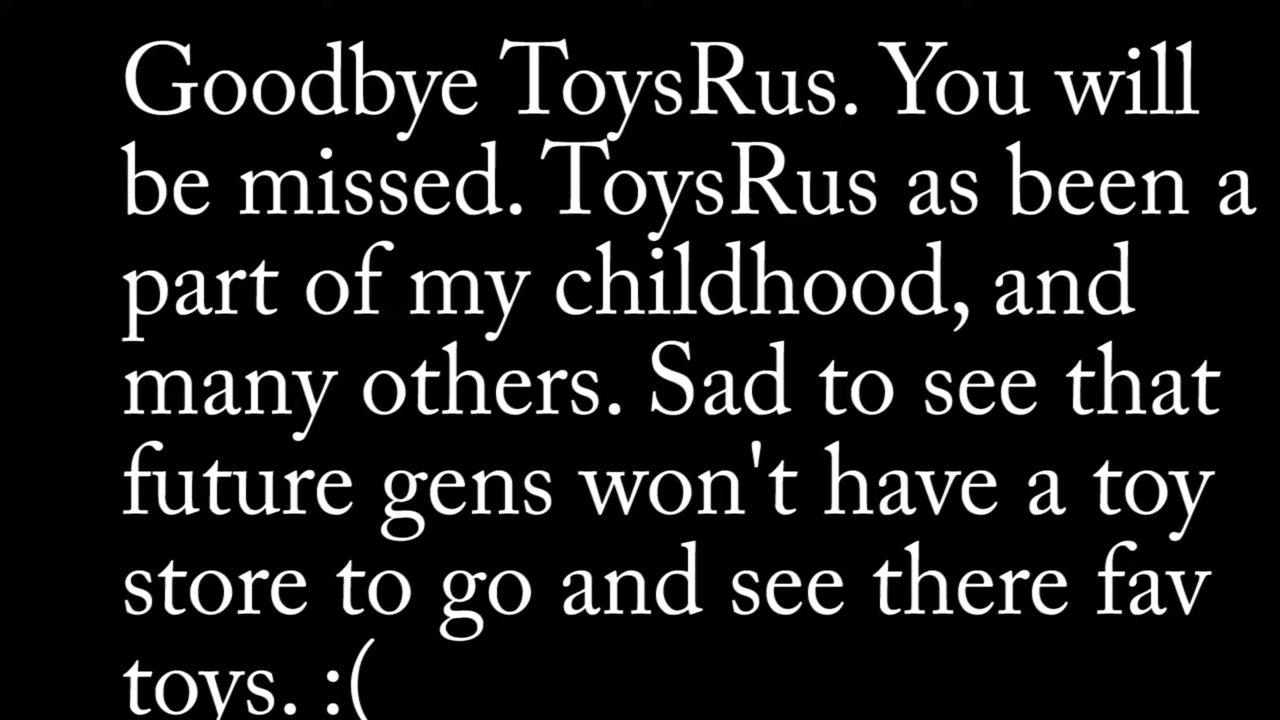 Goodbye ToysRus. You will
be missed. ToysRus as been a
part of my childhood, and
many others. Sad to see that
future gens won't have a toy
store to go and see there fav
toys. :(